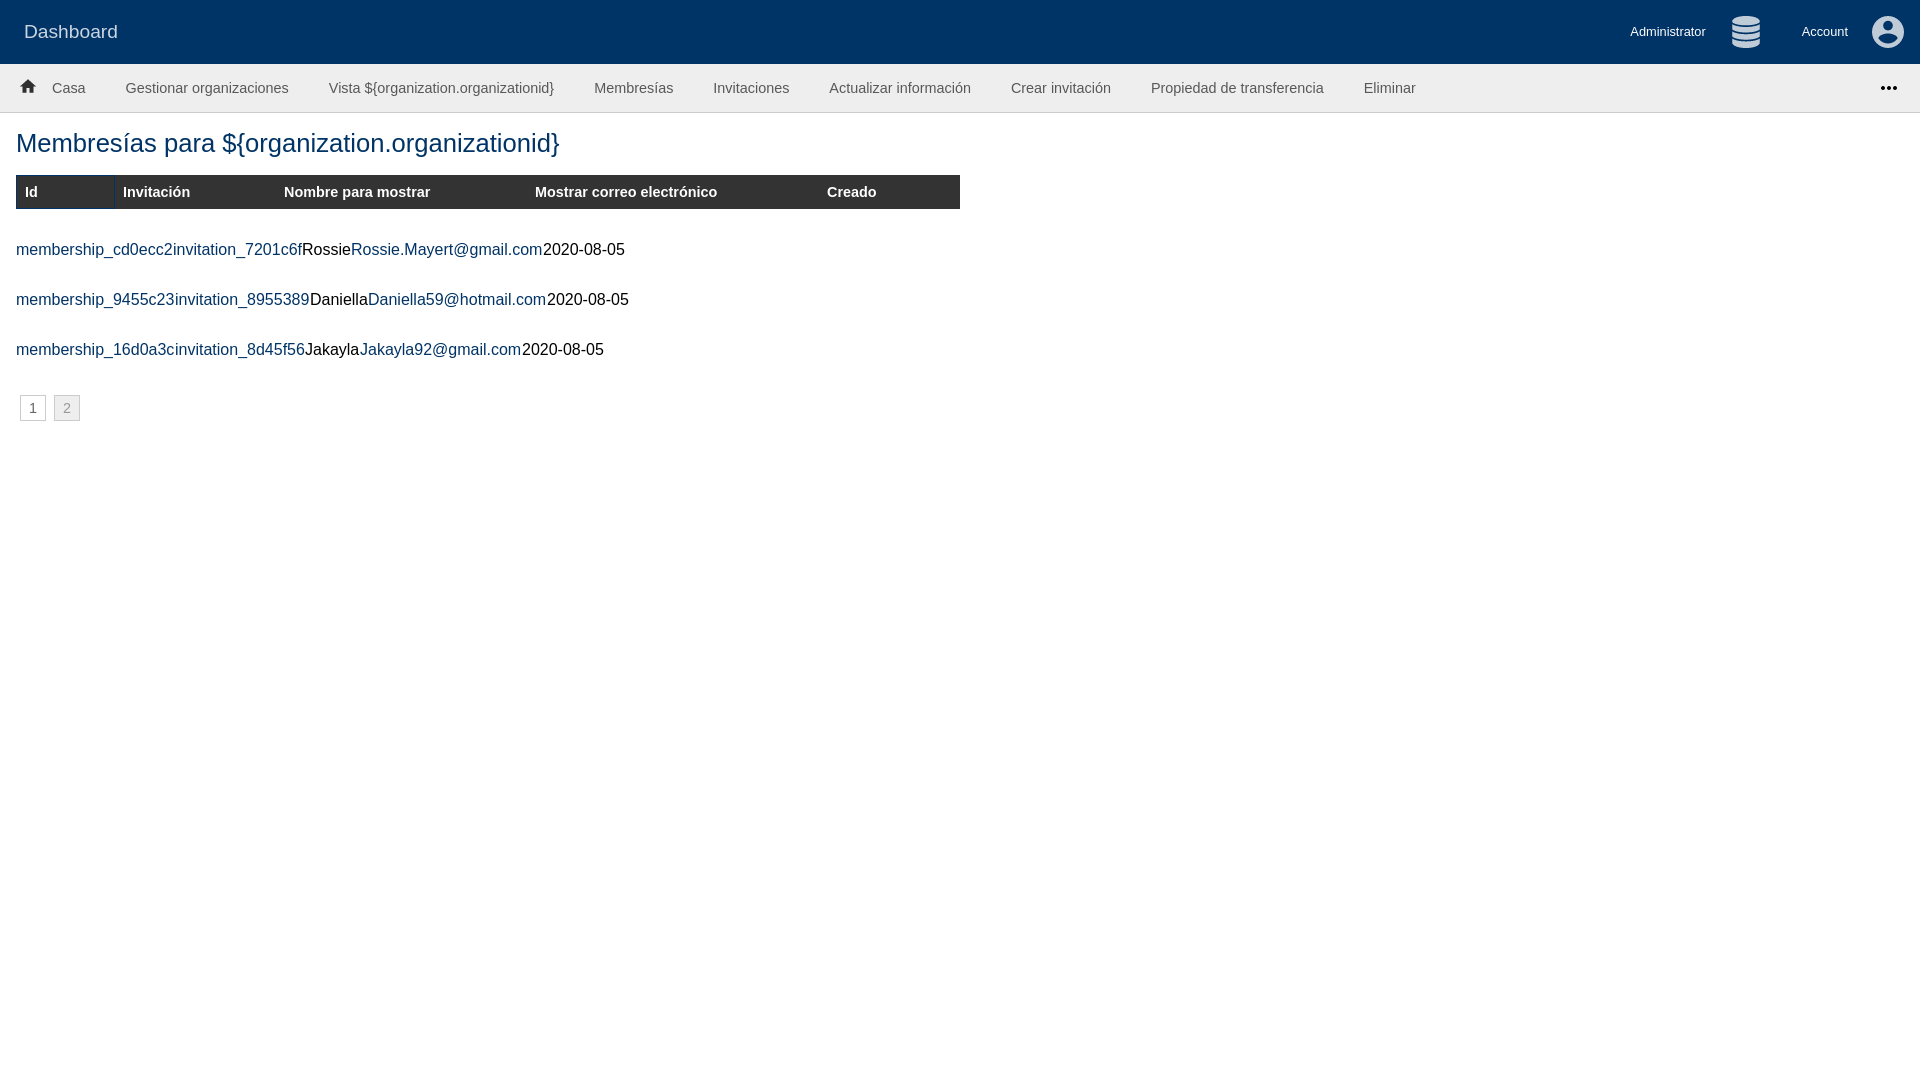 Dashboard Administrator Account
Casa Gestionar organizaciones Vista ${organization.organizationid} Membresías Invitaciones Actualizar información Crear invitación Propiedad de transferencia Eliminar
Membresías para ${organization.organizationid}
Id Invitación Nombre para mostrar Mostrar correo electrónico Creado
membership_cd0ecc2invitation_7201c6fRossieRossie.Mayert@gmail.com2020-08-05
membership_9455c23invitation_8955389DaniellaDaniella59@hotmail.com2020-08-05
membership_16d0a3cinvitation_8d45f56JakaylaJakayla92@gmail.com2020-08-05
1 2